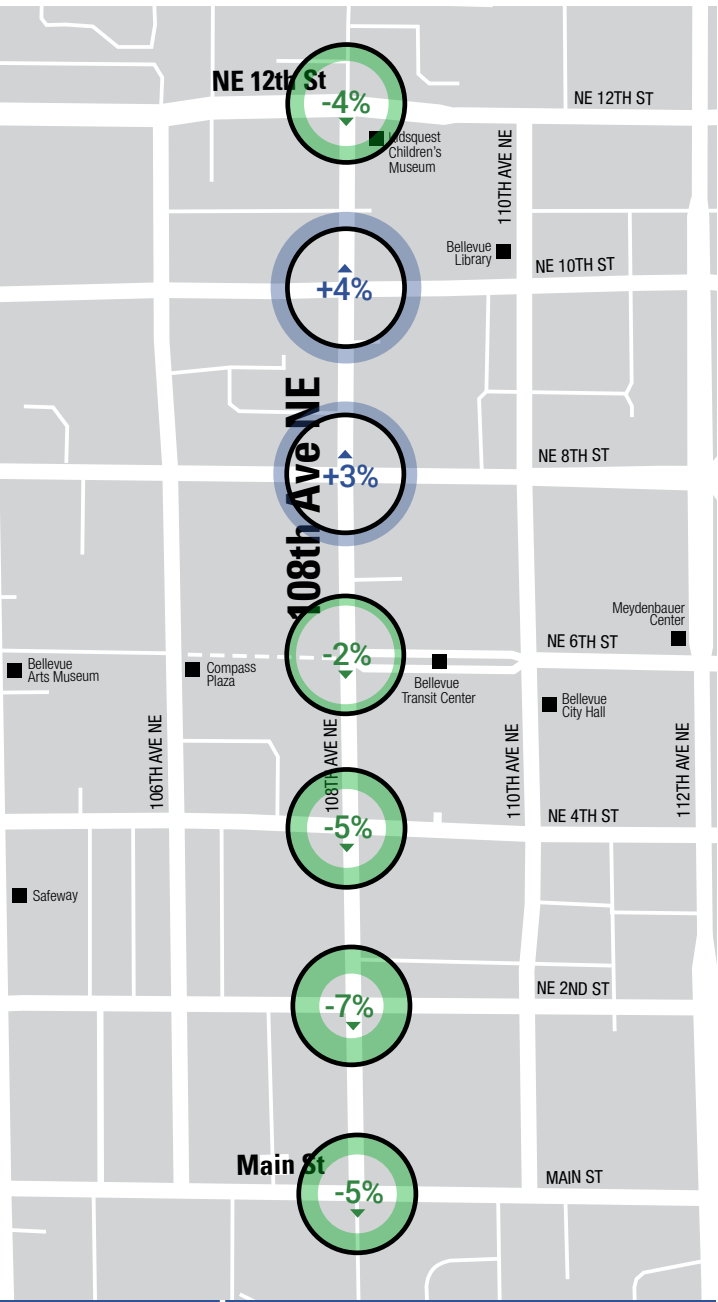 NE 12th St
-4%
NE 12TH ST
Kidsquest
Children's
Museum
110TH AVE NE
Bellevue
Library
NE 10TH ST
+4%
108th Ave NE
NE 8TH ST
+3%
Meydenbauer
Center
NE 6TH ST
-2%
Bellevue
Arts Museum
Compass
Plaza
Bellevue
Transit Center
Bellevue
City Hall
106TH AVE NE
108TH AVE NE
110TH AVE NE
112TH AVE NE
NE 4TH ST
-5%
Safeway
NE 2ND ST
-7%
Main St
MAIN ST
-5%